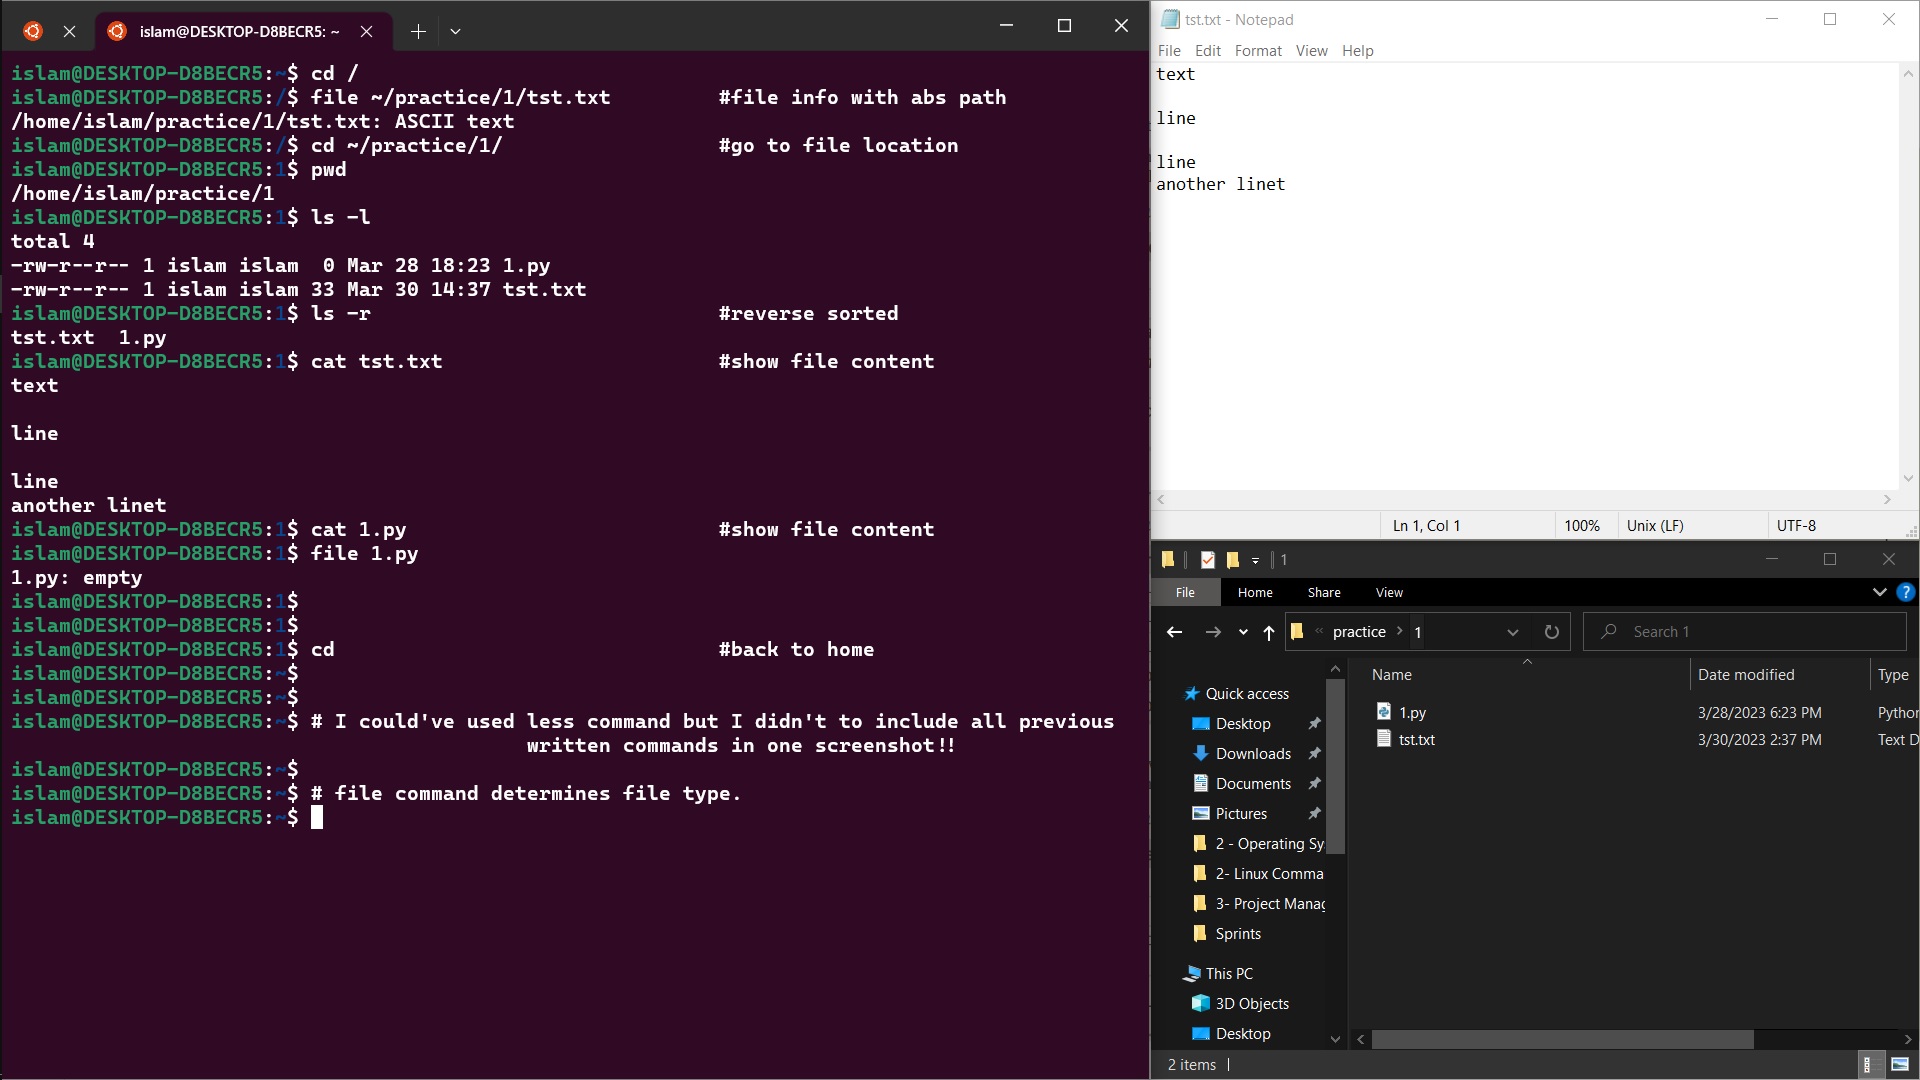 islam@DESKTOP-D8BECR5: ~
islam@DESKTOP-D8BECR5:~$ cd /
islam@DESKTOP-D8BECR5:/$ file ~/practice/1/tst.txt #file info with abs path
/home/islam/practice/1/tst.txt: ASCII text
islam@DESKTOP-D8BECR5:/$ cd ~/practice/1/ #go to file location
islam@DESKTOP-D8BECR5:1$ pwd
/home/islam/practice/1
islam@DESKTOP-D8BECR5:1$ ls -l
total 4
-rw-r--r-- 1 islam islam  0 Mar 28 18:23 1.py
-rw-r--r-- 1 islam islam 33 Mar 30 14:37 tst.txt
islam@DESKTOP-D8BECR5:1$ ls -r #reverse sorted
tst.txt  1.py
islam@DESKTOP-D8BECR5:1$ cat tst.txt #show file content
text
line
line
another linet
islam@DESKTOP-D8BECR5:1$ cat 1.py #show file content
islam@DESKTOP-D8BECR5:1$ file 1.py
1.py: empty
islam@DESKTOP-D8BECR5:1$
islam@DESKTOP-D8BECR5:1$
islam@DESKTOP-D8BECR5:1$ cd #back to home
islam@DESKTOP-D8BECR5:~$
islam@DESKTOP-D8BECR5:~$
islam@DESKTOP-D8BECR5:~$ # I could've used less command but I didn't to include all previous
written commands in one screenshot!!
islam@DESKTOP-D8BECR5:~$
islam@DESKTOP-D8BECR5:~$ # file command determines file type.
islam@DESKTOP-D8BECR5:~$
tst.txt - Notepad
File Edit Format View Help
text
line
line
another linet
Ln 1, Col 1 100% Unix (LF) UTF-8
1
File Home Share View
« practice > 1 Search 1
Name Date modified Type
1.py 3/28/2023 6:23 PM Python
tst.txt 3/30/2023 2:37 PM Text D
Quick access
Desktop
Downloads
Documents
Pictures
2 - Operating Sy
2- Linux Comma
3- Project Manag
Sprints
This PC
3D Objects
Desktop
2 items